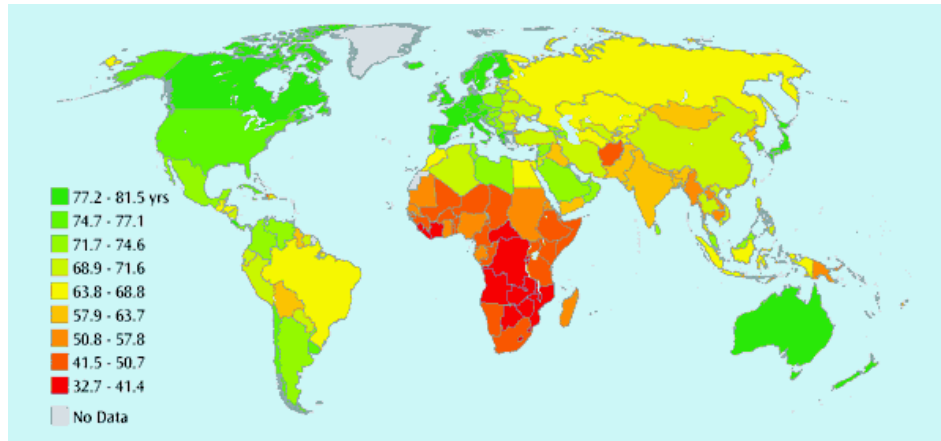 77.2 - 81.5 yrs
74.7 - 77.1
71.7 - 74.6
68.9 - 71.6
63.8 - 68.8
57.9 - 63.7
50.8 - 57.8
41.5 - 50.7
32.7 - 41.4
No Data